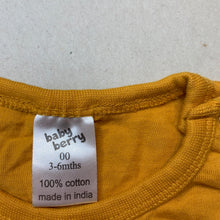 baby
berry
00
3-6mths
100% cotton
made in india